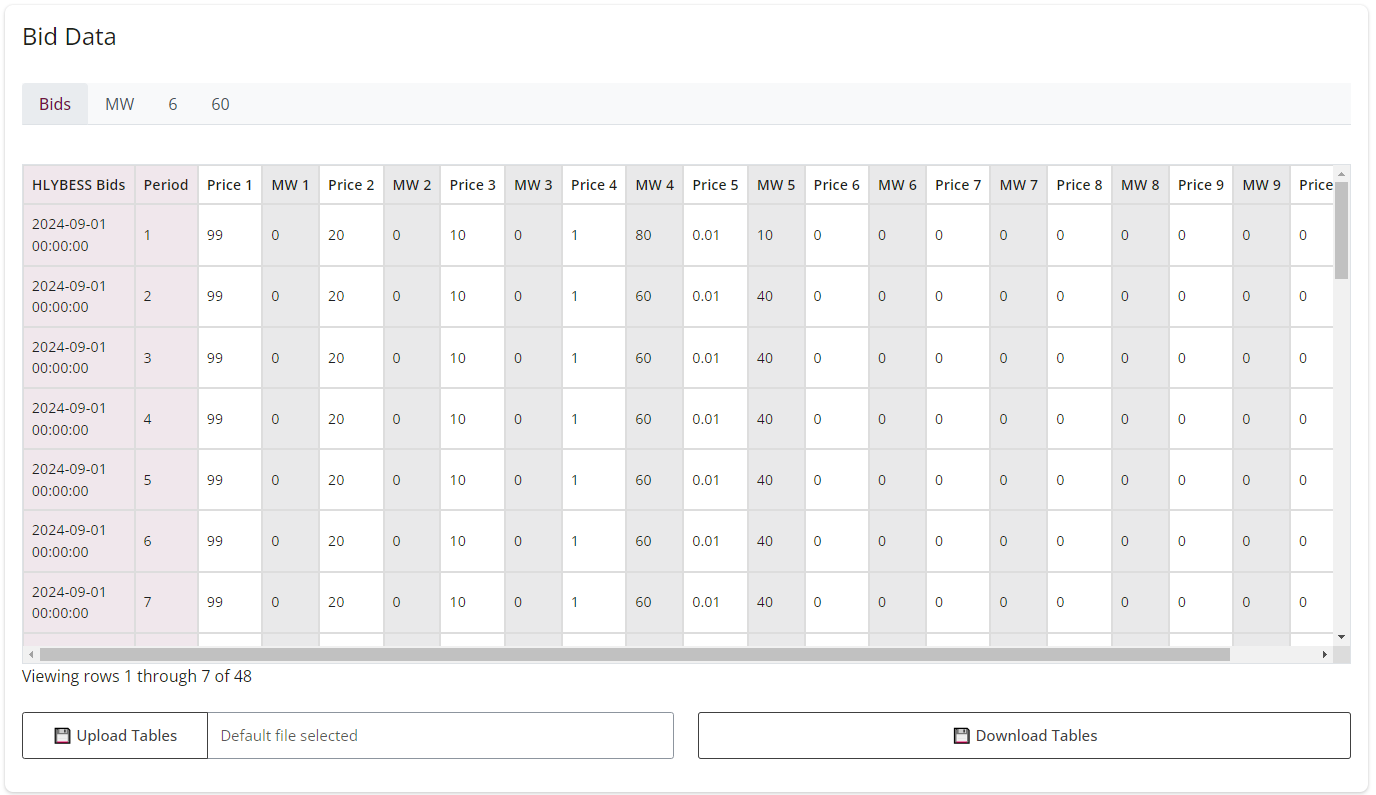 Bid Data
Bids MW 6 60
HLYBESS Bids Period Price 1 MW 1 Price 2 MW 2 Price 3 MW 3 Price 4 MW 4 Price 5 MW 5 Price 6 MW 6 Price 7 MW 7 Price 8 MW 8 Price 9 MW 9 Price
2024-09-01 00:00:00 1 99 0 20 0 10 0 1 80 0.01 10 0 0 0 0 0 0 0 0 0
2024-09-01 00:00:00 2 99 0 20 0 10 0 1 60 0.01 40 0 0 0 0 0 0 0 0 0
2024-09-01 00:00:00 3 99 0 20 0 10 0 1 60 0.01 40 0 0 0 0 0 0 0 0 0
2024-09-01 00:00:00 4 99 0 20 0 10 0 1 60 0.01 40 0 0 0 0 0 0 0 0 0
2024-09-01 00:00:00 5 99 0 20 0 10 0 1 60 0.01 40 0 0 0 0 0 0 0 0 0
2024-09-01 00:00:00 6 99 0 20 0 10 0 1 60 0.01 40 0 0 0 0 0 0 0 0 0
2024-09-01 00:00:00 7 99 0 20 0 10 0 1 60 0.01 40 0 0 0 0 0 0 0 0 0
Viewing rows 1 through 7 of 48
Upload Tables Default file selected Download Tables